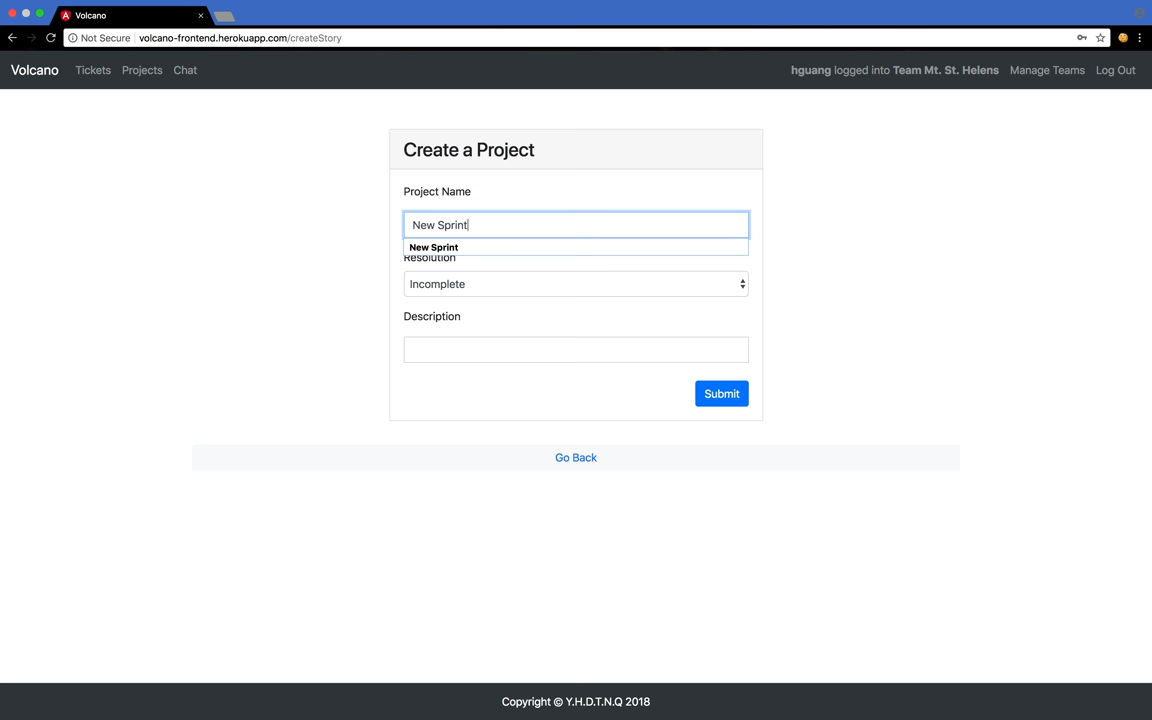 Volcano
Not Secure volcano-frontend.herokuapp.com/createStory
Volcano Tickets Projects Chat hguang logged into Team Mt. St. Helens Manage Teams Log Out
Create a Project
Project Name
New Sprint
New Sprint
Resolution
Incomplete
Description
Submit
Go Back
Copyright © Y.H.D.T.N.Q 2018